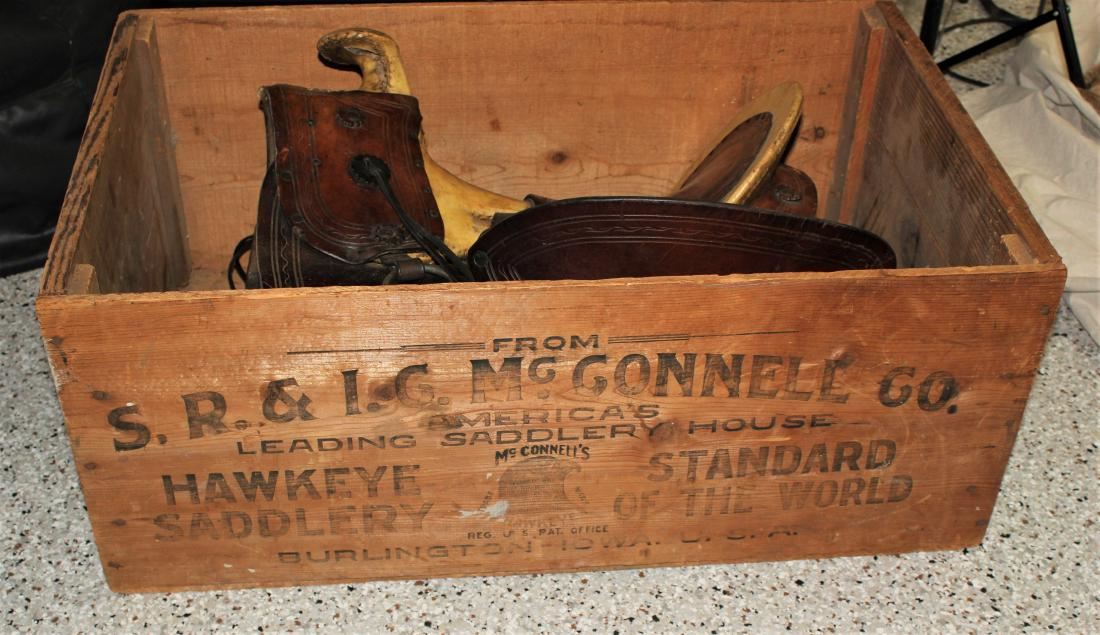 FROM
S. R. & I. C. McCONNELL CO.
AMERICA'S
LEADING SADDLERY HOUSE
HAWKEYE
SADDLERY
McCONNELL'S
HAWKEYE
REG. U.S. PAT. OFFICE
STANDARD
OF THE WORLD
BURLINGTON-IOWA. U.S.A.